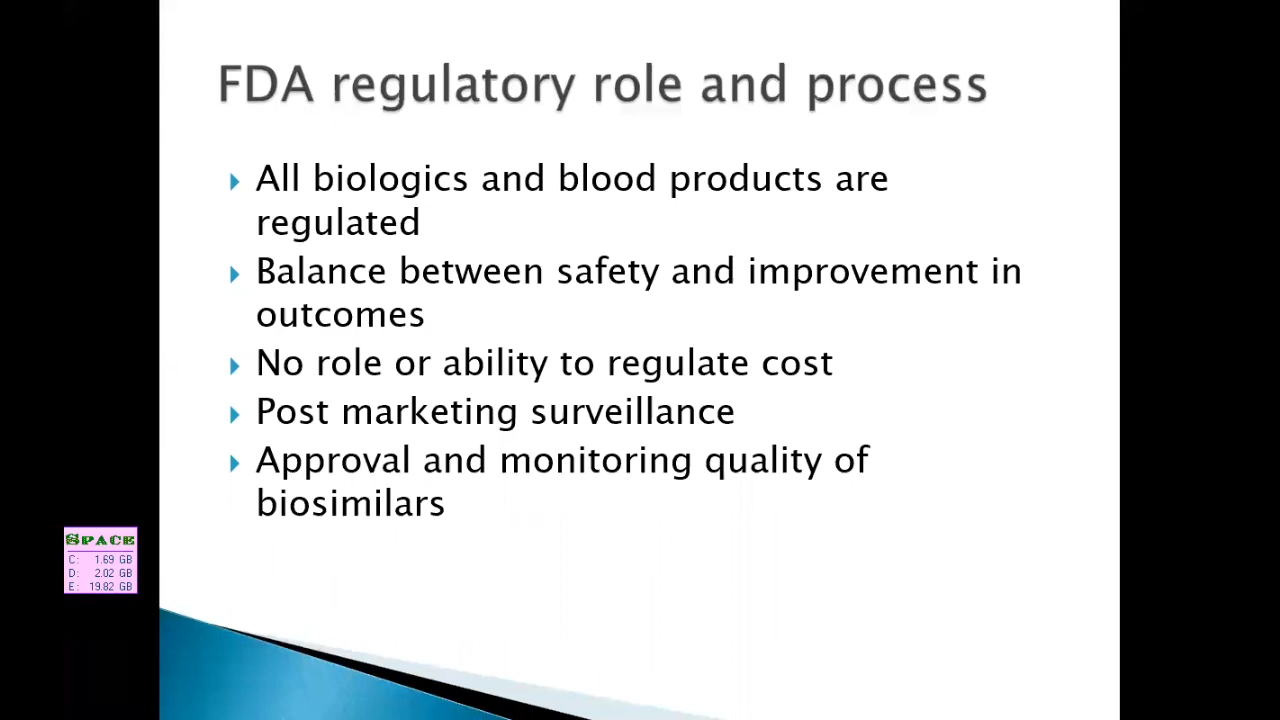 FDA regulatory role and process
All biologics and blood products are
regulated
Balance between safety and improvement in
outcomes
No role or ability to regulate cost
Post marketing surveillance
Approval and monitoring quality of
biosimilars
SPACE
C: 1.69 GB
D: 2.02 GB
E: 19.82 GB